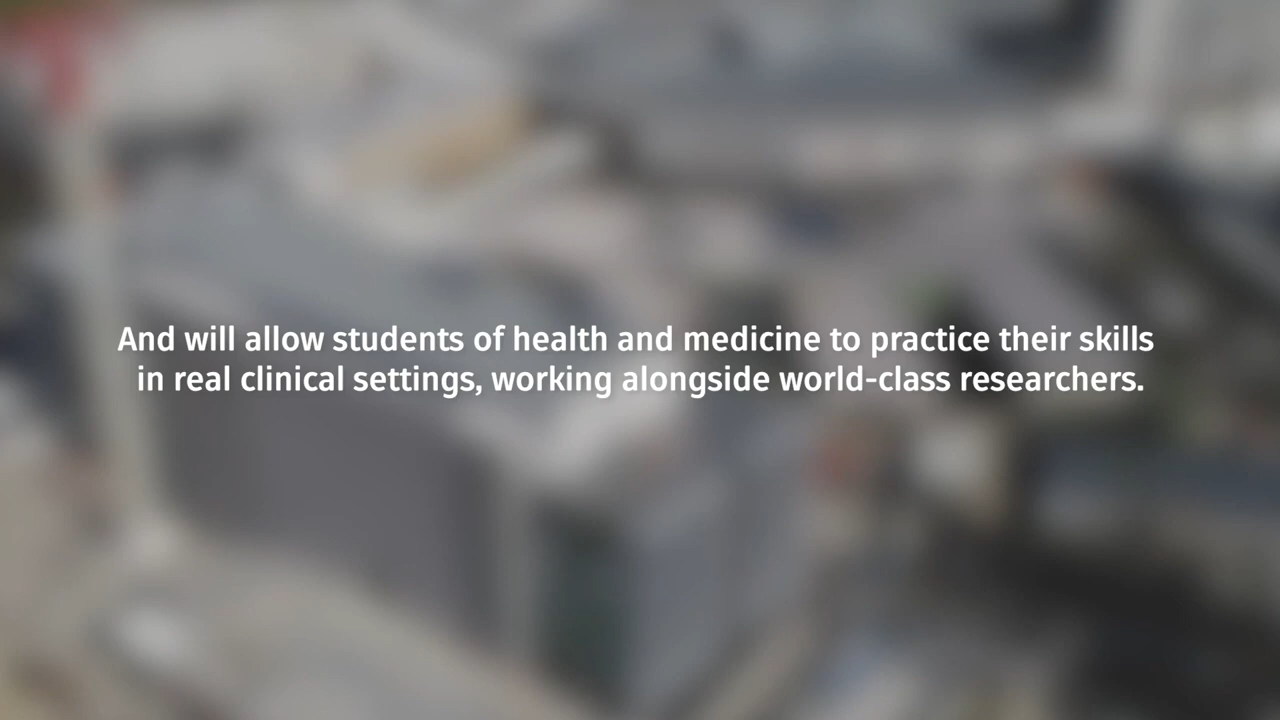 And will allow students of health and medicine to practice their skills
in real clinical settings, working alongside world-class researchers.